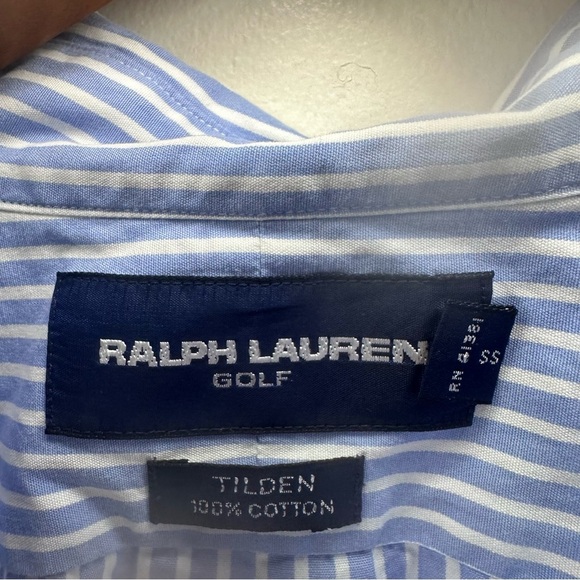 RALPH LAUREN
GOLF
RN 41381
SS
TILDEN
100% COTTON